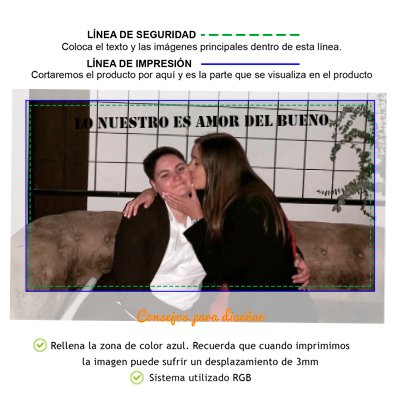 LÍNEA DE SEGURIDAD
Coloca el texto y las imágenes principales dentro de esta línea.
LÍNEA DE IMPRESIÓN
Cortaremos el producto por aquí y es la parte que se visualiza en el producto
LO NUESTRO ES AMOR DEL BUENO
Consejos para diseñar
Rellena la zona de color azul. Recuerda que cuando imprimimos
la imagen puede sufrir un desplazamiento de 3mm
Sistema utilizado RGB